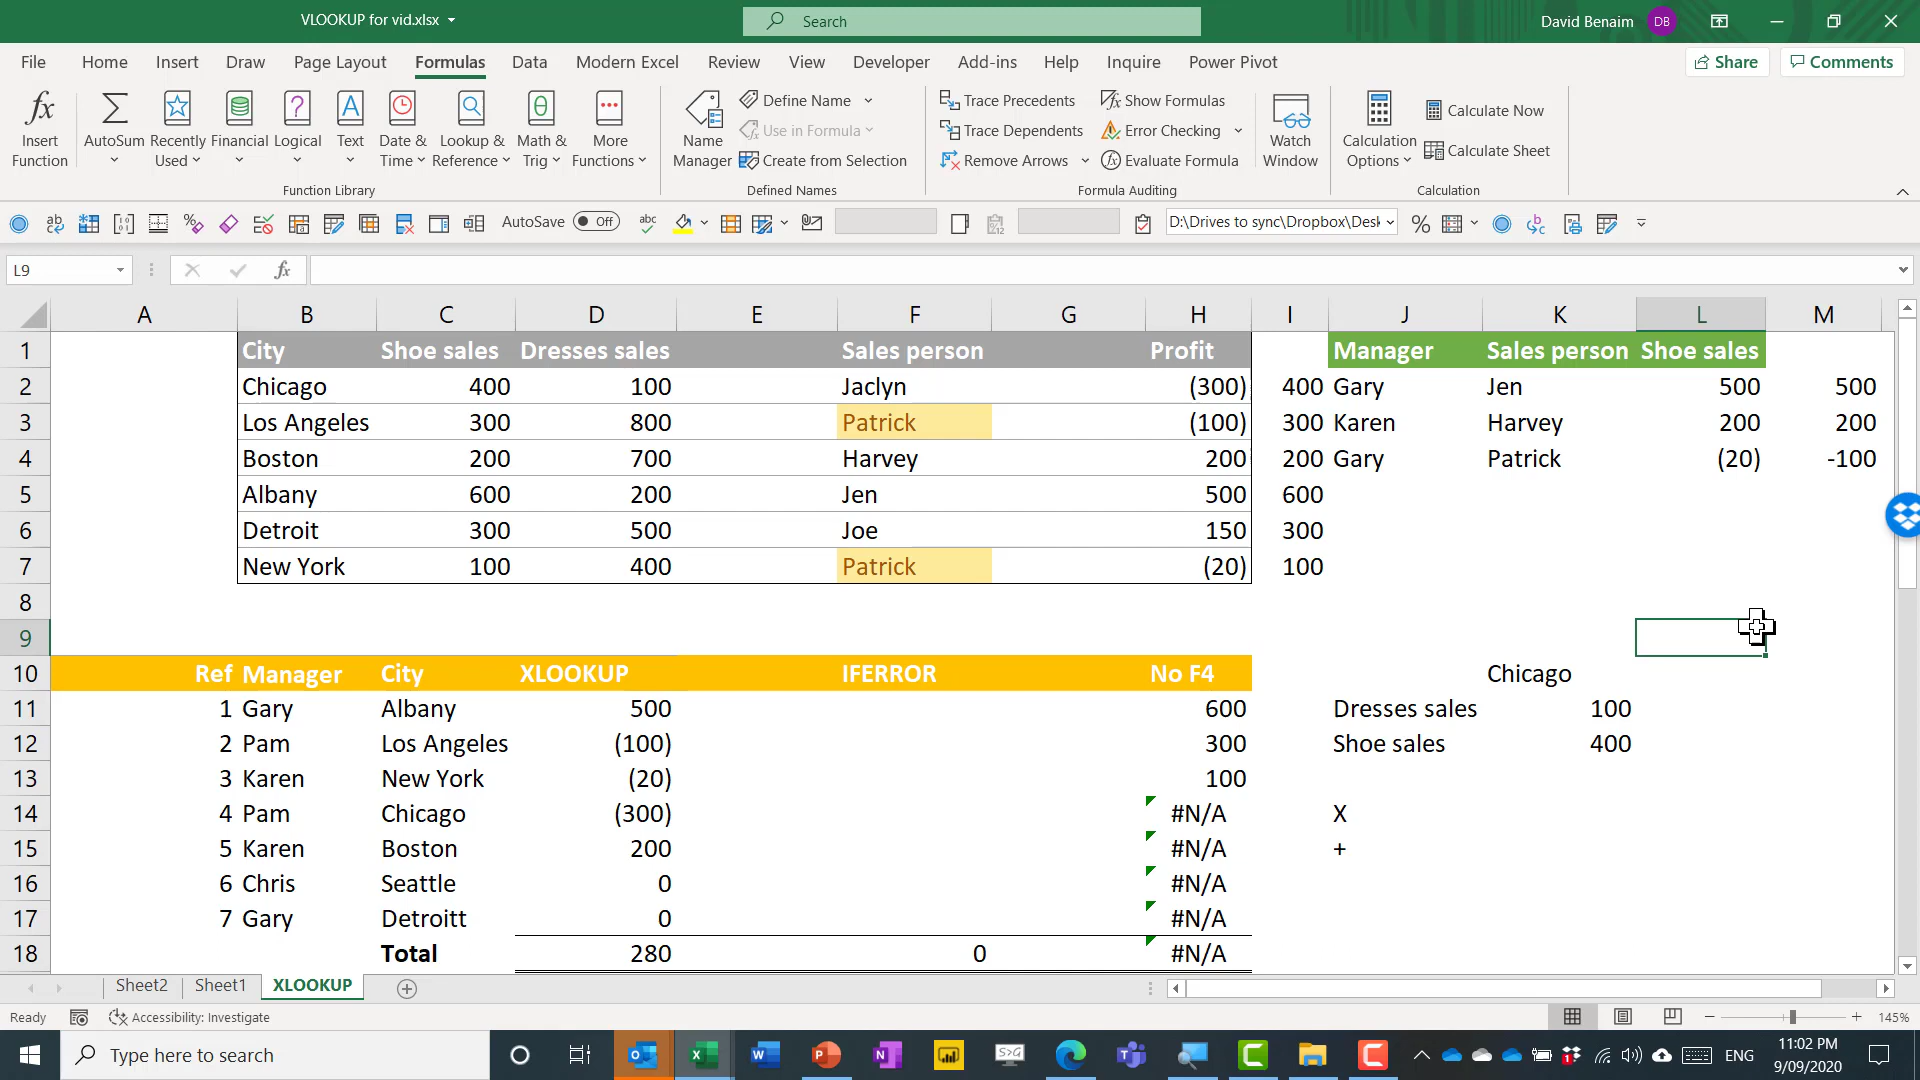 VLOOKUP for vid.xlsx
Search
David Benaim DB
File Home Insert Draw Page Layout Formulas Data Modern Excel Review View Developer Add-ins Help Inquire Power Pivot
Share Comments
Insert Function
AutoSum
Recently Used
Financial
Logical
Text
Date & Time
Lookup & Reference
Math & Trig
More Functions
Function Library
Name Manager
Define Name
Use in Formula
Create from Selection
Defined Names
Trace Precedents
Trace Dependents
Remove Arrows
Show Formulas
Error Checking
Evaluate Formula
Formula Auditing
Watch Window
Calculation Options
Calculate Now
Calculate Sheet
Calculation
AutoSave Off
D:\Drives to sync\Dropbox\Desk
L9
fx
A B C D E F G H I J K L M
1 City Shoe sales Dresses sales Sales person Profit Manager Sales person Shoe sales
2 Chicago 400 100 Jaclyn (300) 400 Gary Jen 500 500
3 Los Angeles 300 800 Patrick (100) 300 Karen Harvey 200 200
4 Boston 200 700 Harvey 200 200 Gary Patrick (20) -100
5 Albany 600 200 Jen 500 600
6 Detroit 300 500 Joe 150 300
7 New York 100 400 Patrick (20) 100
8
9
10 Ref Manager City XLOOKUP IFERROR No F4 Chicago
11 1 Gary Albany 500 600 Dresses sales 100
12 2 Pam Los Angeles (100) 300 Shoe sales 400
13 3 Karen New York (20) 100
14 4 Pam Chicago (300) #N/A X
15 5 Karen Boston 200 #N/A +
16 6 Chris Seattle 0 #N/A
17 7 Gary Detroitt 0 #N/A
18 Total 280 0 #N/A
Sheet2 Sheet1 XLOOKUP
Ready Accessibility: Investigate 145%
Type here to search
ENG
11:02 PM
9/09/2020